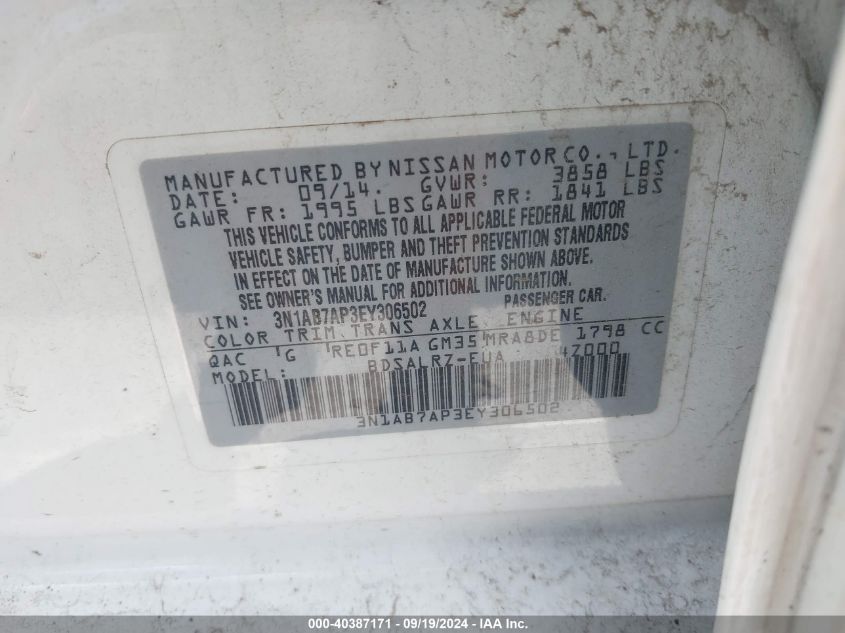 MANUFACTURED BY NISSAN MOTOR CO., LTD.
DATE: 09/14. GVWR: 3858 LBS
GAWR FR: 1995 LBS GAWR RR: 1841 LBS
THIS VEHICLE CONFORMS TO ALL APPLICABLE FEDERAL MOTOR
VEHICLE SAFETY, BUMPER AND THEFT PREVENTION STANDARDS
IN EFFECT ON THE DATE OF MANUFACTURE SHOWN ABOVE.
SEE OWNER'S MANUAL FOR ADDITIONAL INFORMATION.
VIN: 3N1AB7AP3EY306502 PASSENGER CAR.
COLOR TRIM TRANS AXLE ENGINE
QAC G RE0F11A GM35 MRA8DE 1798 CC
MODEL: BDSALRZ-EUA 4Z000
3N1AB7AP3EY306502
000-40387171 - 09/19/2024 - IAA Inc.